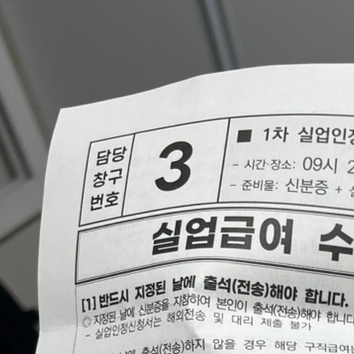 담당
창구
번호
3
■ 1차 실업인정
- 시간·장소: 09시 2
- 준비물: 신분증 +
실업급여 수
[1] 반드시 지정된 날에 출석(전송)해야 합니다.
◎ 지정된 날에 신분증을 지참하여 본인이 출석(전송)해야 합니다
- 실업인정신청서는 해외전송 및 대리 제출 불가
날에 출석(전송)하지 않을 경우 해당 구직급여